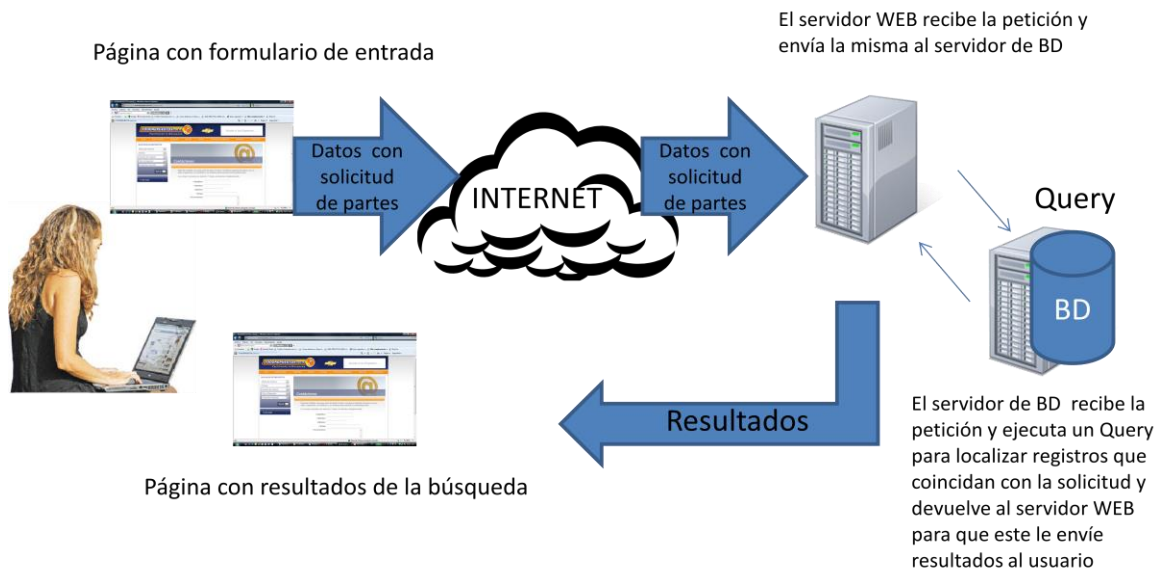 El servidor WEB recibe la petición y
envía la misma al servidor de BD
Página con formulario de entrada
Datos con
solicitud
de partes
INTERNET
Datos con
solicitud
de partes
Query
BD
Resultados
El servidor de BD recibe la
petición y ejecuta un Query
para localizar registros que
coincidan con la solicitud y
devuelve al servidor WEB
para que este le envíe
resultados al usuario
Página con resultados de la búsqueda